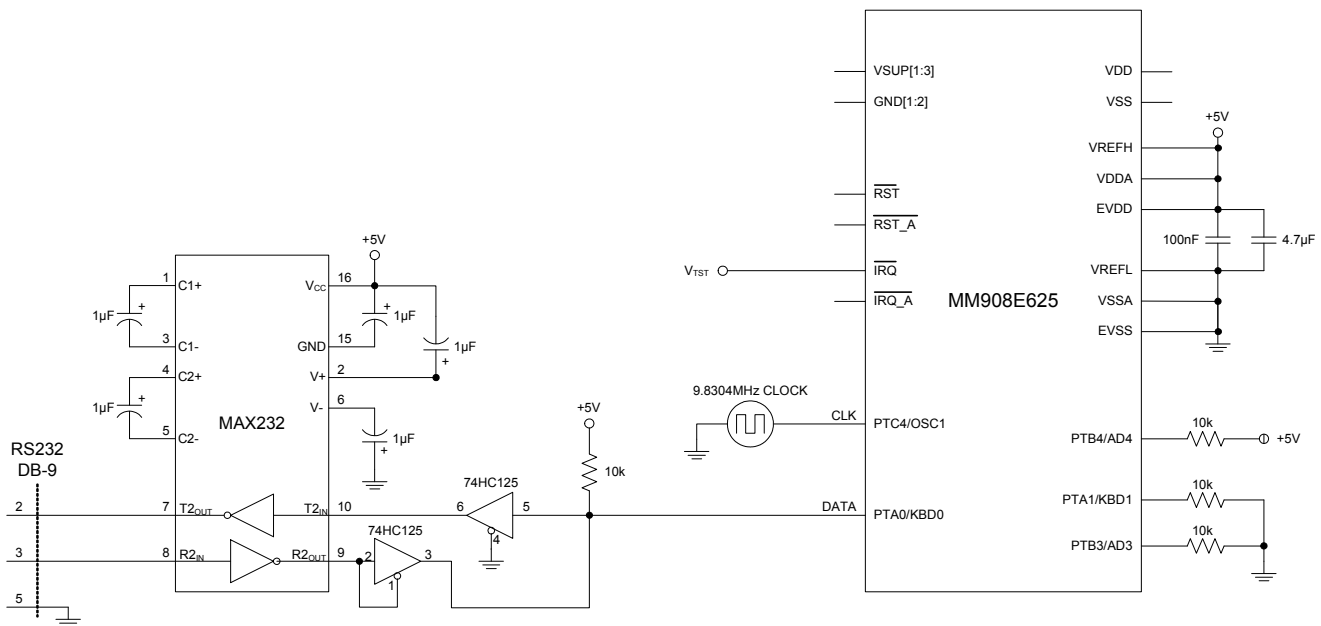 VSUP[1:3]
GND[1:2]
RST
RST_A
V_TST
IRQ
IRQ_A
MM908E625
VDD
VSS
+5V
VREFH
VDDA
EVDD
100nF
4.7µF
VREFL
VSSA
EVSS
9.8304MHz CLOCK
CLK
PTC4/OSC1
PTB4/AD4
10k
+5V
PTA1/KBD1
10k
DATA
PTA0/KBD0
PTB3/AD3
10k
+5V
1
C1+
VCC
16
1µF
+
+
1µF
3
C1-
GND
15
1µF
+
4
C2+
V+
2
1µF
+
MAX232
V-
6
5
C2-
1µF
+
+5V
10k
RS232
DB-9
74HC125
2
7
T2OUT
T2IN
10
6
5
4
74HC125
3
8
R2IN
R2OUT
9
2
3
1
5